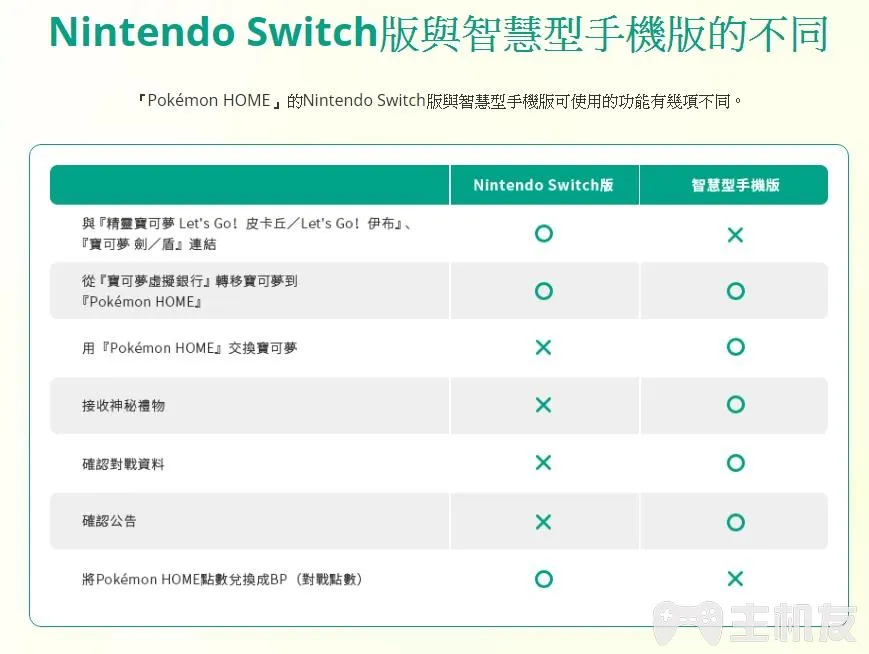 Nintendo Switch版與智慧型手機版的不同
『Pokémon HOME』的Nintendo Switch版與智慧型手機版可使用的功能有幾項不同。
Nintendo Switch版 智慧型手機版
與『精靈寶可夢 Let's Go！皮卡丘／Let's Go！伊布』、
『寶可夢 劍／盾』連結 ○ ×
從『寶可夢虛擬銀行』轉移寶可夢到
『Pokémon HOME』 ○ ○
用『Pokémon HOME』交換寶可夢 × ○
接收神秘禮物 × ○
確認對戰資料 × ○
確認公告 × ○
將Pokémon HOME點數兌換成BP（對戰點數） ○ ×
主机友